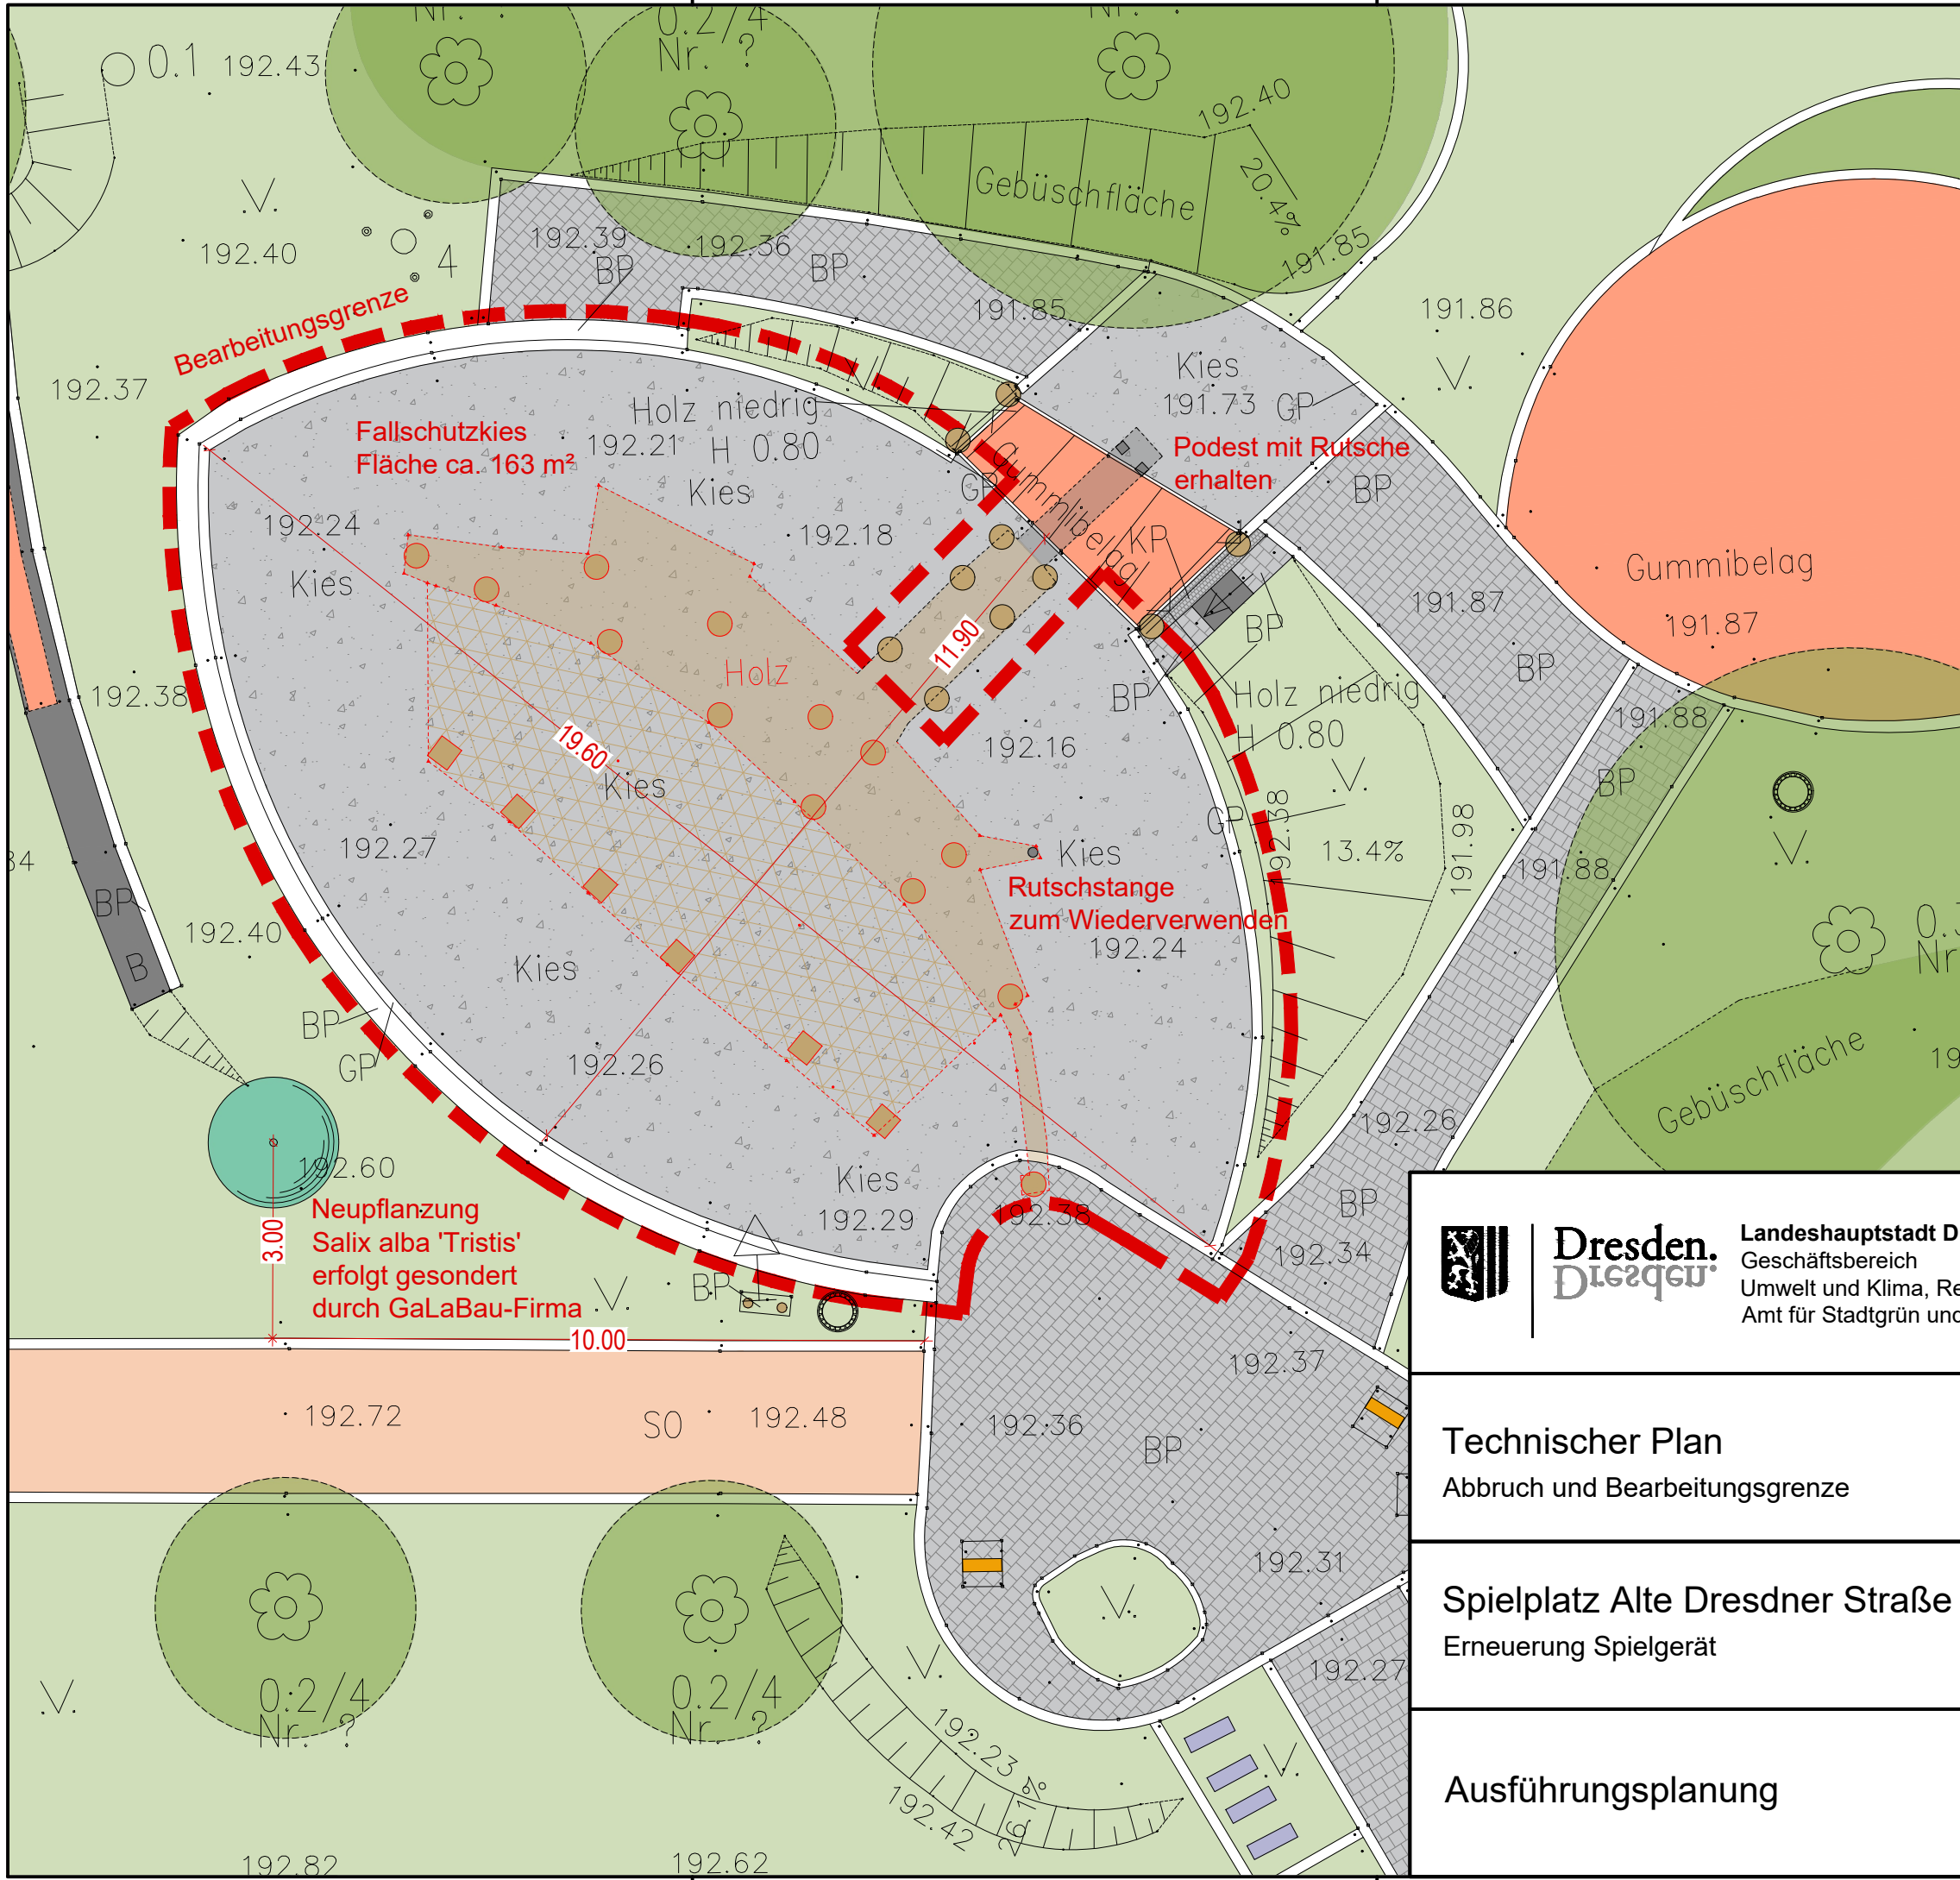 0.1 192.43
0.2/4
Nr. ?
192.40
20.4%
Gebüschfläche
191.85
192.40
4
192.39
BP
192.36
BP
191.85
191.86
Bearbeitungsgrenze
192.37
Kies
191.73
GP
Holz niedrig
H 0.80
Fallschutzkies
Fläche ca. 163 m²
192.21
Kies
Podest mit Rutsche
erhalten
GP
Gummibelag
BP
192.24
Kies
192.18
KP
Gummibelag
191.87
191.87
BP
BP
11.90
Holz
192.38
BP
Holz niedrig
H 0.80
191.88
19.60
192.16
Kies
BP
GP
192.38
13.4%
191.98
192.27
Kies
191.88
Rutschstange
zum Wiederverwenden
192.24
BP
192.40
B
Kies
BP
GP
192.26
Gebüschfläche
192.26
192.60
Kies
192.29
192.38
BP
192.34
Neupflanzung
Salix alba 'Tristis'
erfolgt gesondert
durch GaLaBau-Firma
3.00
BP
10.00
192.37
192.72
SO
192.48
192.36
BP
192.31
0.2/4
Nr. ?
0.2/4
Nr. ?
192.27
192.23
192.42
192.82
192.62
Dresden.
Dresden.
Landeshauptstadt D
Geschäftsbereich
Umwelt und Klima, Re
Amt für Stadtgrün und
Technischer Plan
Abbruch und Bearbeitungsgrenze
Spielplatz Alte Dresdner Straße
Erneuerung Spielgerät
Ausführungsplanung